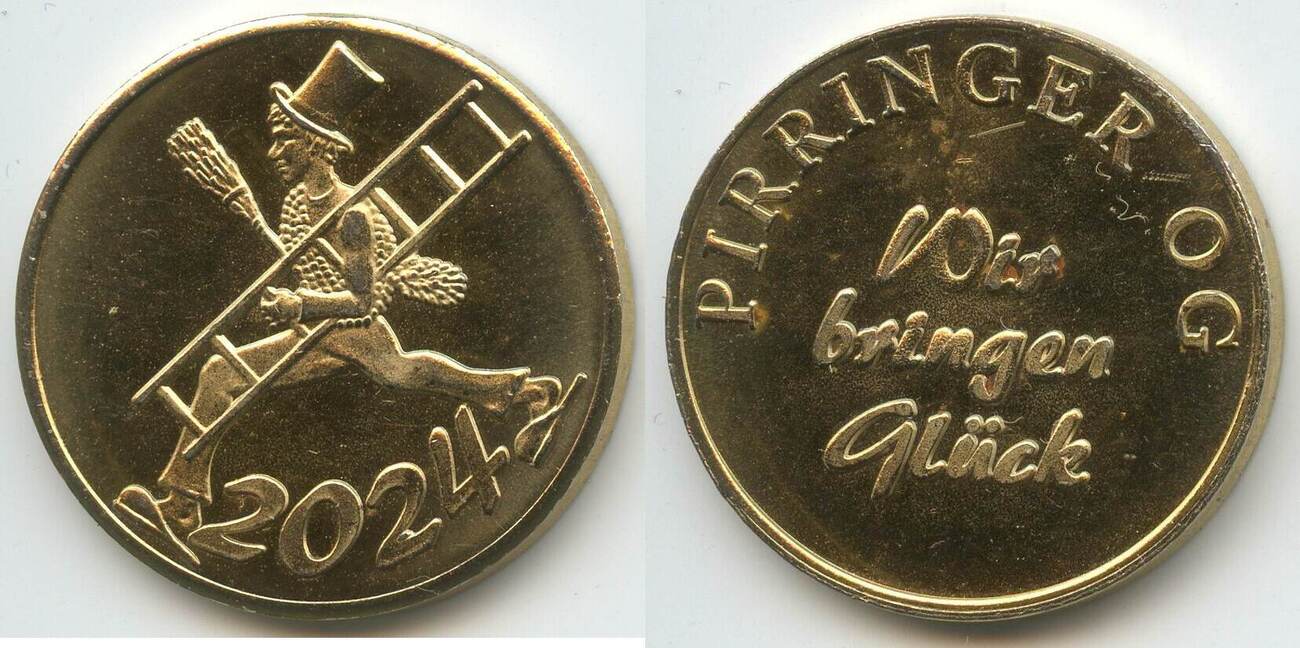 2024
PIRRINGER OG
Wir
bringen
Glück